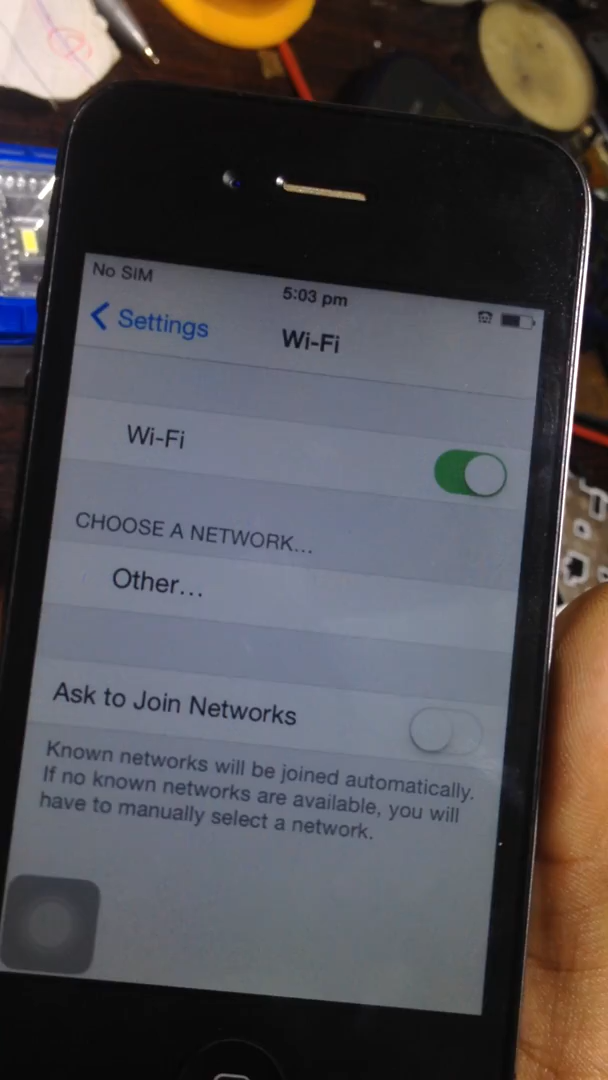 No SIM
5:03 pm
Settings
Wi-Fi
Wi-Fi
CHOOSE A NETWORK...
Other...
Ask to Join Networks
Known networks will be joined automatically.
If no known networks are available, you will
have to manually select a network.